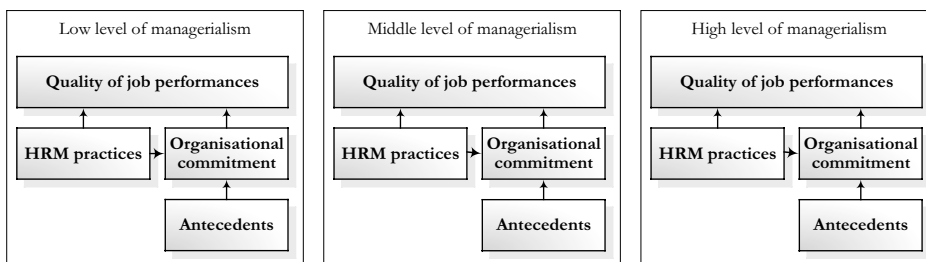 Low level of managerialism
Quality of job performances
HRM practices
Organisational
commitment
Antecedents
Middle level of managerialism
Quality of job performances
HRM practices
Organisational
commitment
Antecedents
High level of managerialism
Quality of job performances
HRM practices
Organisational
commitment
Antecedents